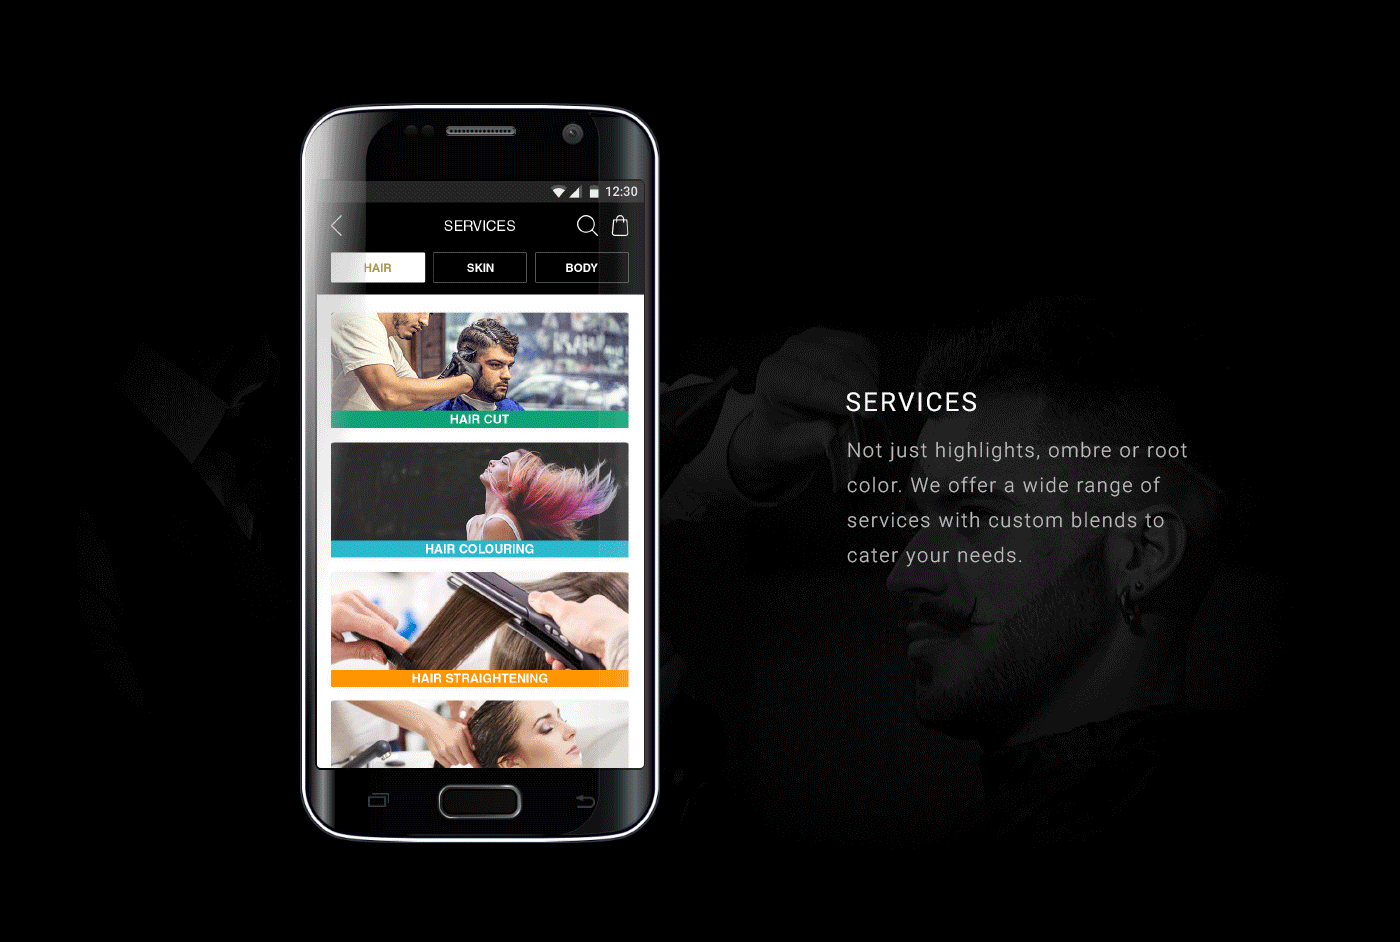 12:30
SERVICES
HAIR
SKIN
BODY
HAIR CUT
HAIR COLOURING
HAIR STRAIGHTENING
SERVICES
Not just highlights, ombre or root
color. We offer a wide range of
services with custom blends to
cater your needs.